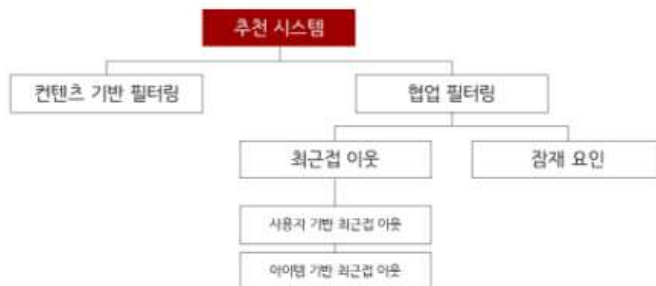 추천 시스템
컨텐츠 기반 필터링
협업 필터링
최근접 이웃
잠재 요인
사용자 기반 최근접 이웃
아이템 기반 최근접 이웃